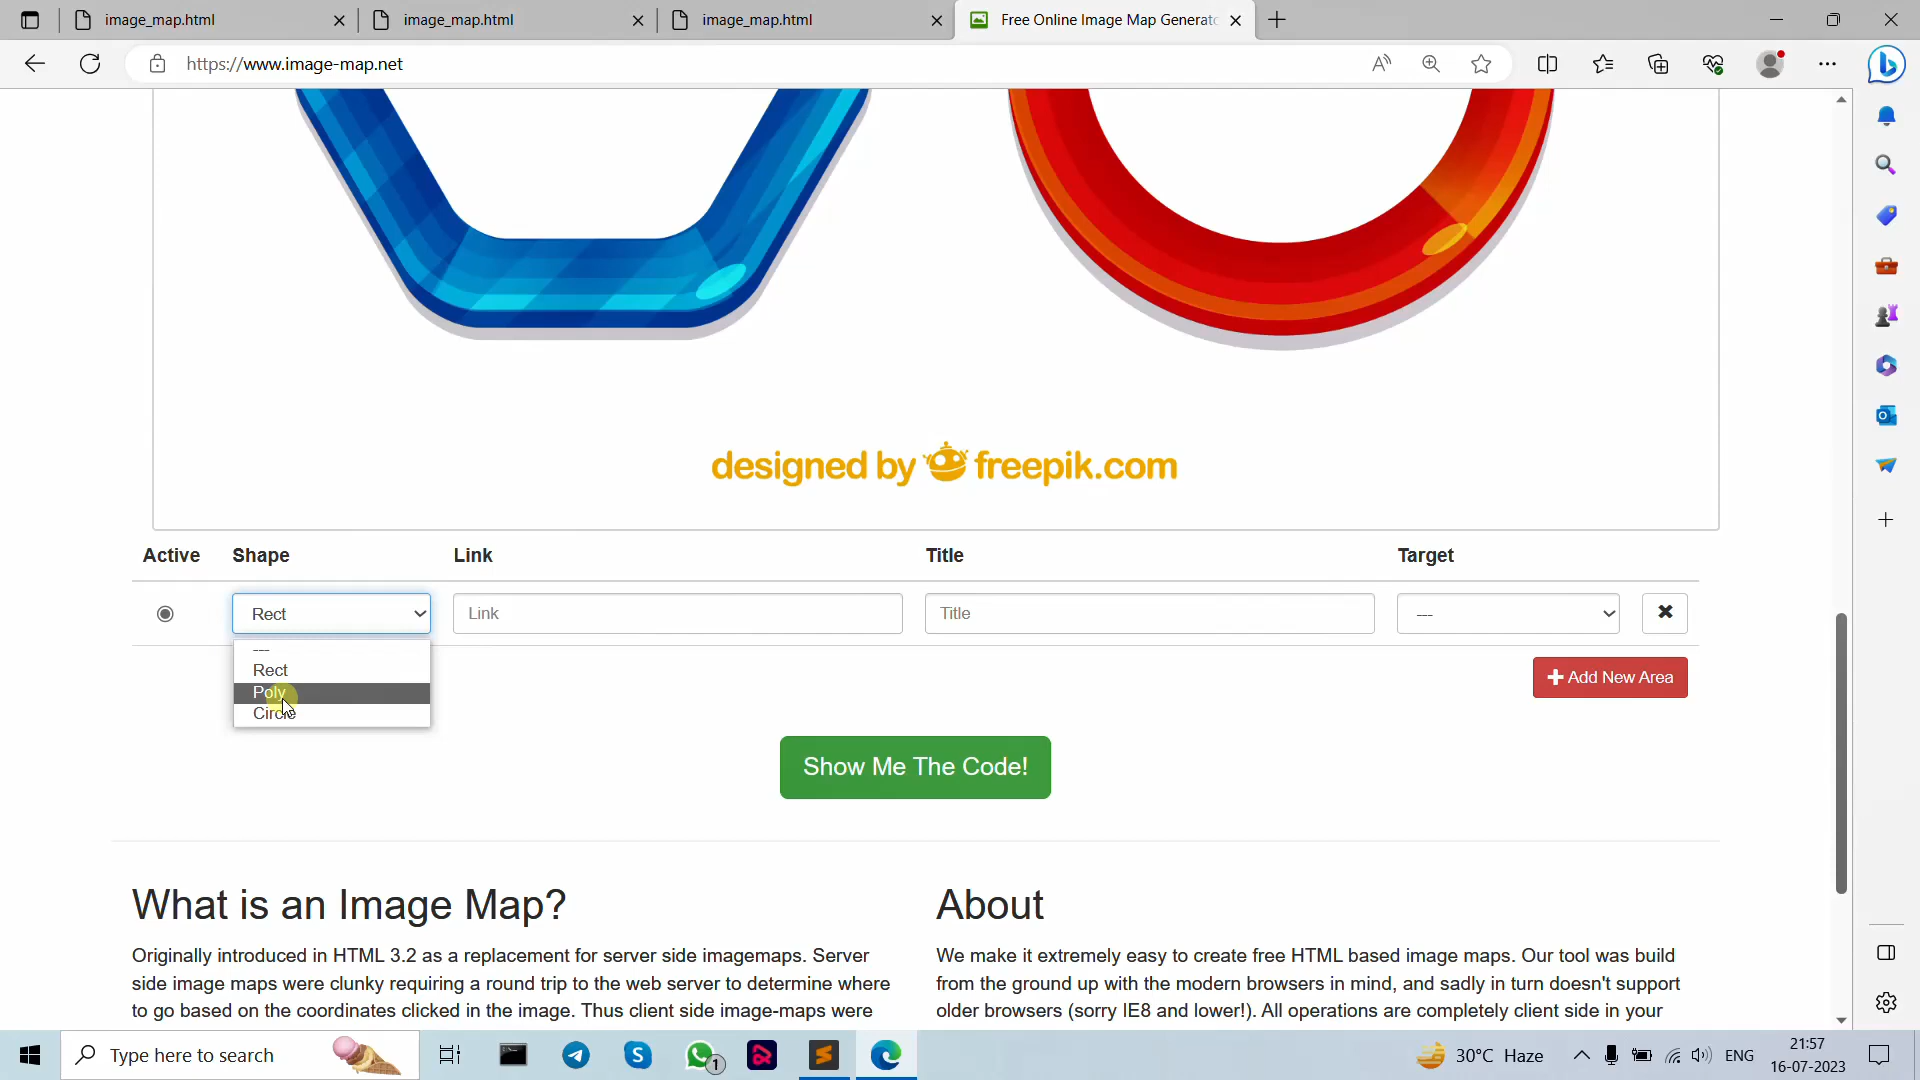 image_map.html
image_map.html
image_map.html
Free Online Image Map Generato
https://www.image-map.net
designed by freepik.com
Active Shape Link Title Target
Rect Link Title ---
---
Rect
Poly
Circle
Add New Area
Show Me The Code!
What is an Image Map?
Originally introduced in HTML 3.2 as a replacement for server side imagemaps. Server
side image maps were clunky requiring a round trip to the web server to determine where
to go based on the coordinates clicked in the image. Thus client side image-maps were
About
We make it extremely easy to create free HTML based image maps. Our tool was build
from the ground up with the modern browsers in mind, and sadly in turn doesn't support
older browsers (sorry IE8 and lower!). All operations are completely client side in your
Type here to search
1
30°C Haze
ENG
21:57
16-07-2023